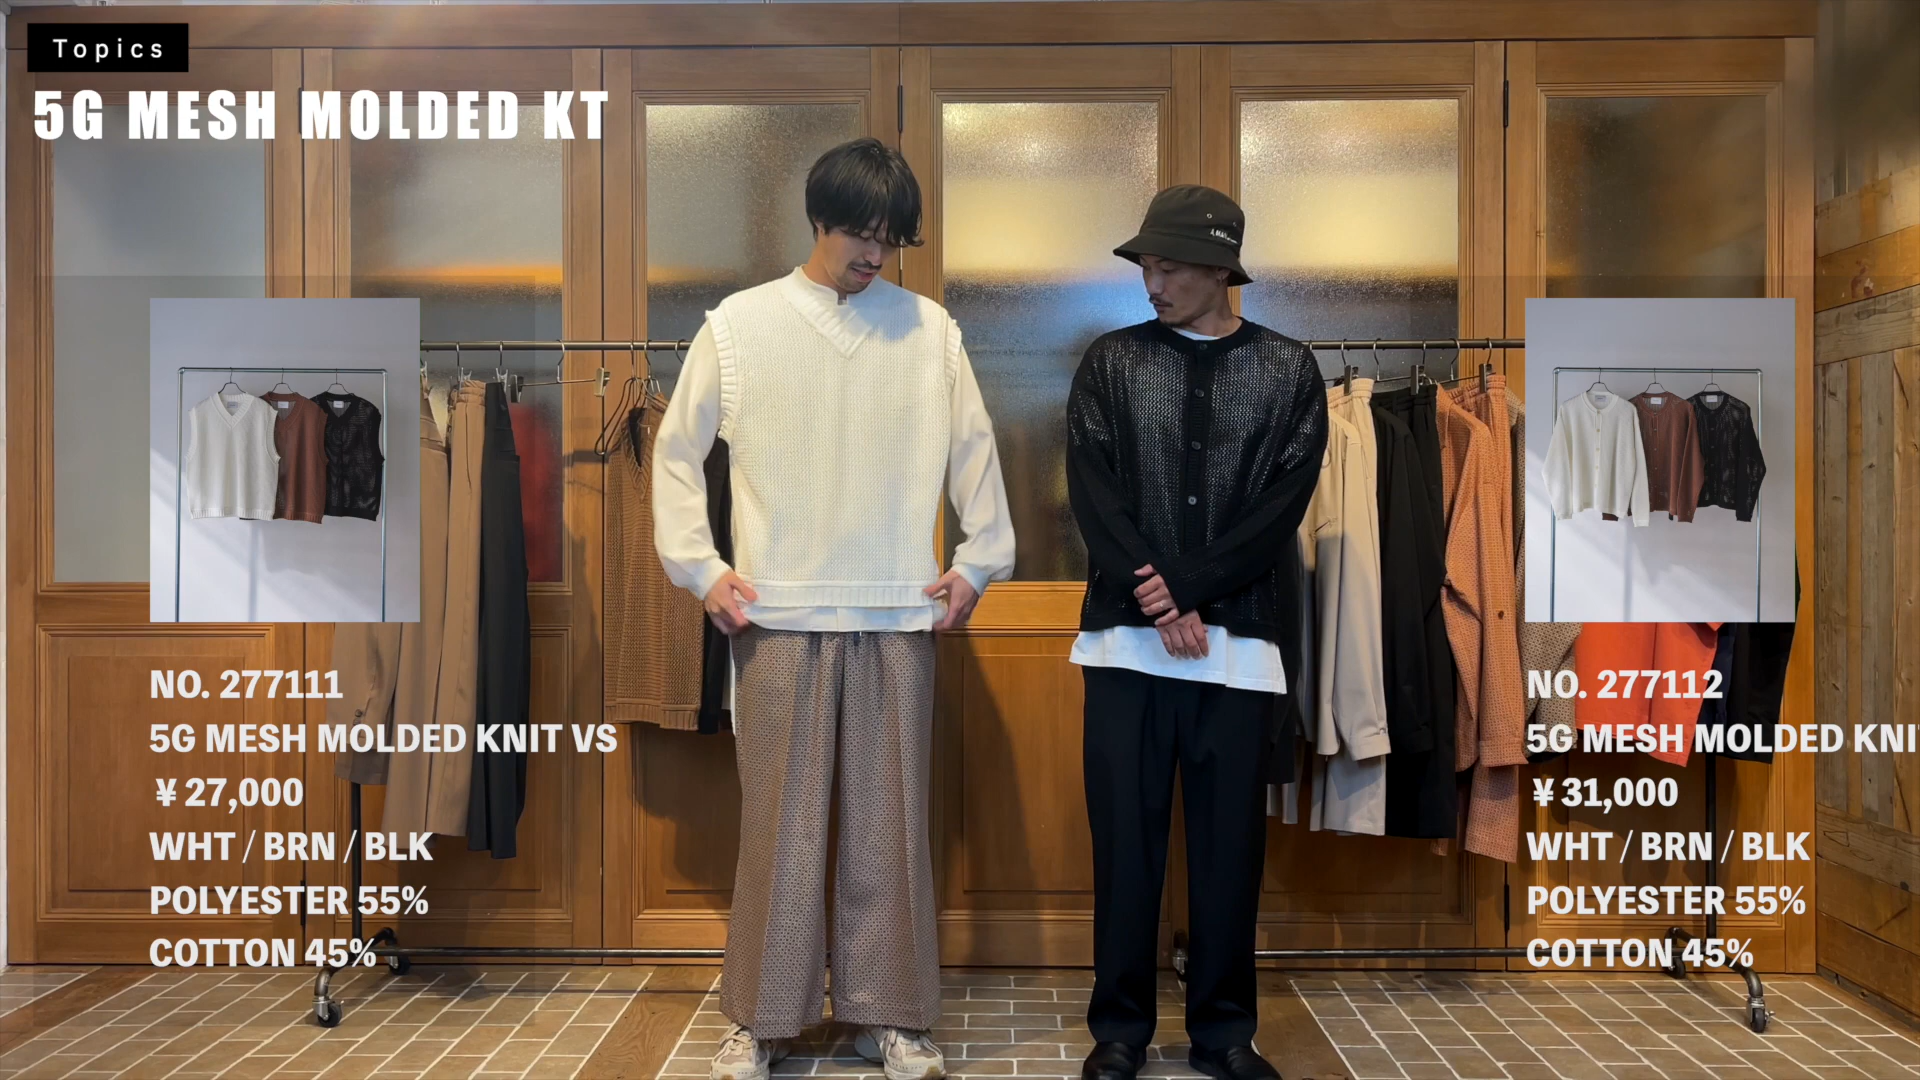 Topics
5G MESH MOLDED KT
NO. 277111
5G MESH MOLDED KNIT VS
¥ 27,000
WHT / BRN / BLK
POLYESTER 55%
COTTON 45%
NO. 277112
5G MESH MOLDED
¥ 31,000
WHT / BRN / BLK
POLYESTER 55%
COTTON 45%